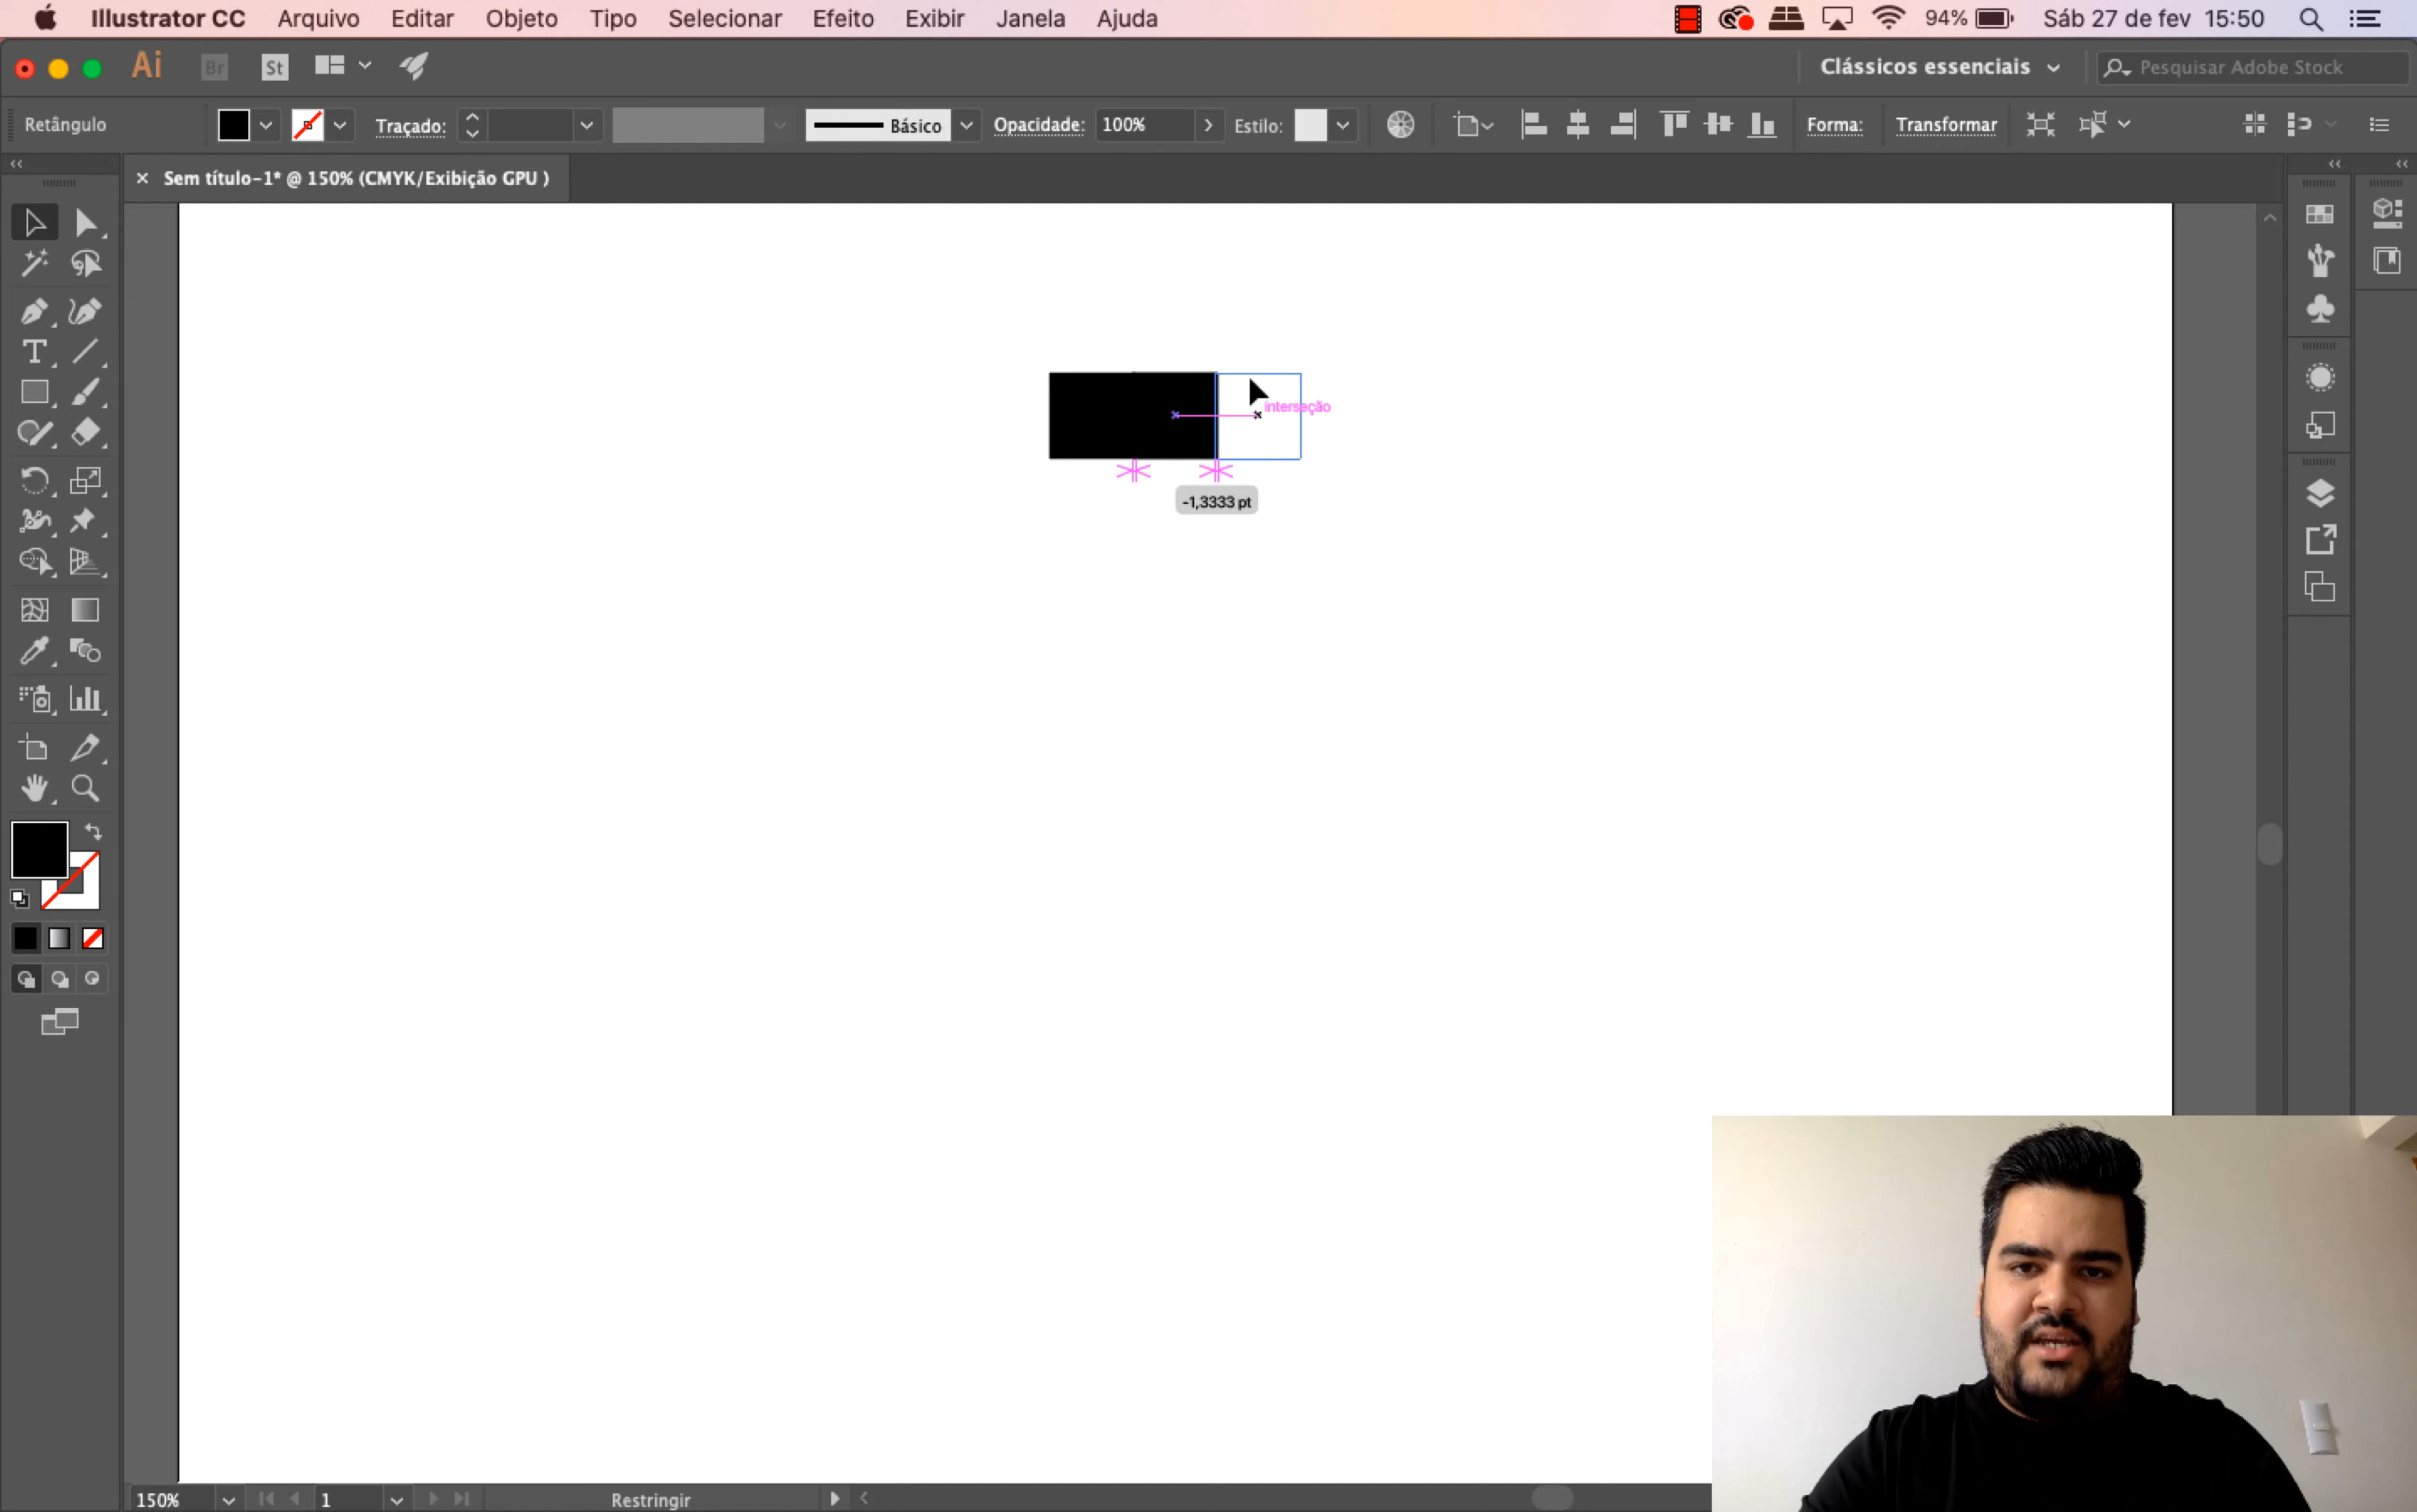 Illustrator CC Arquivo Editar Objeto Tipo Selecionar Efeito Exibir Janela Ajuda 94% Sáb 27 de fev 15:50
Ai Br St Clássicos essenciais Pesquisar Adobe Stock
Retângulo Traçado: Básico Opacidade: 100% Estilo: Forma: Transformar
× Sem título-1* @ 150% (CMYK/Exibição GPU )
interseção
-1,3333 pt
150% 1 Restringir